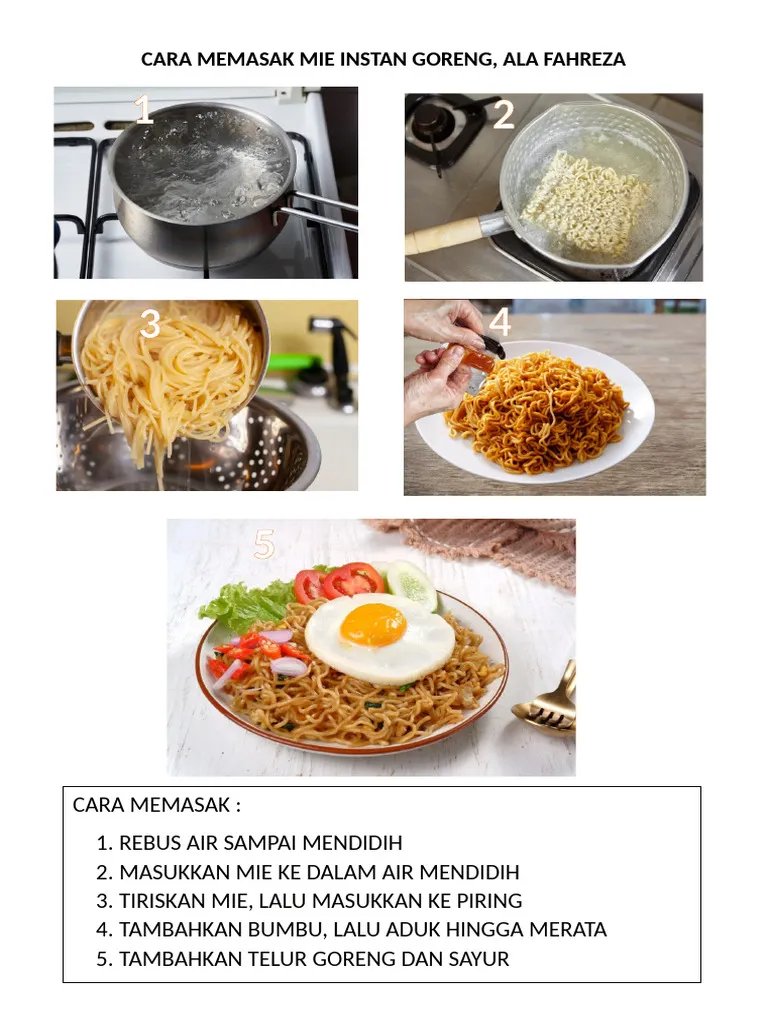 CARA MEMASAK MIE INSTAN GORENG, ALA FAHREZA
1
2
3
4
5
CARA MEMASAK :
1. REBUS AIR SAMPAI MENDIDIH
2. MASUKKAN MIE KE DALAM AIR MENDIDIH
3. TIRISKAN MIE, LALU MASUKKAN KE PIRING
4. TAMBAHKAN BUMBU, LALU ADUK HINGGA MERATA
5. TAMBAHKAN TELUR GORENG DAN SAYUR